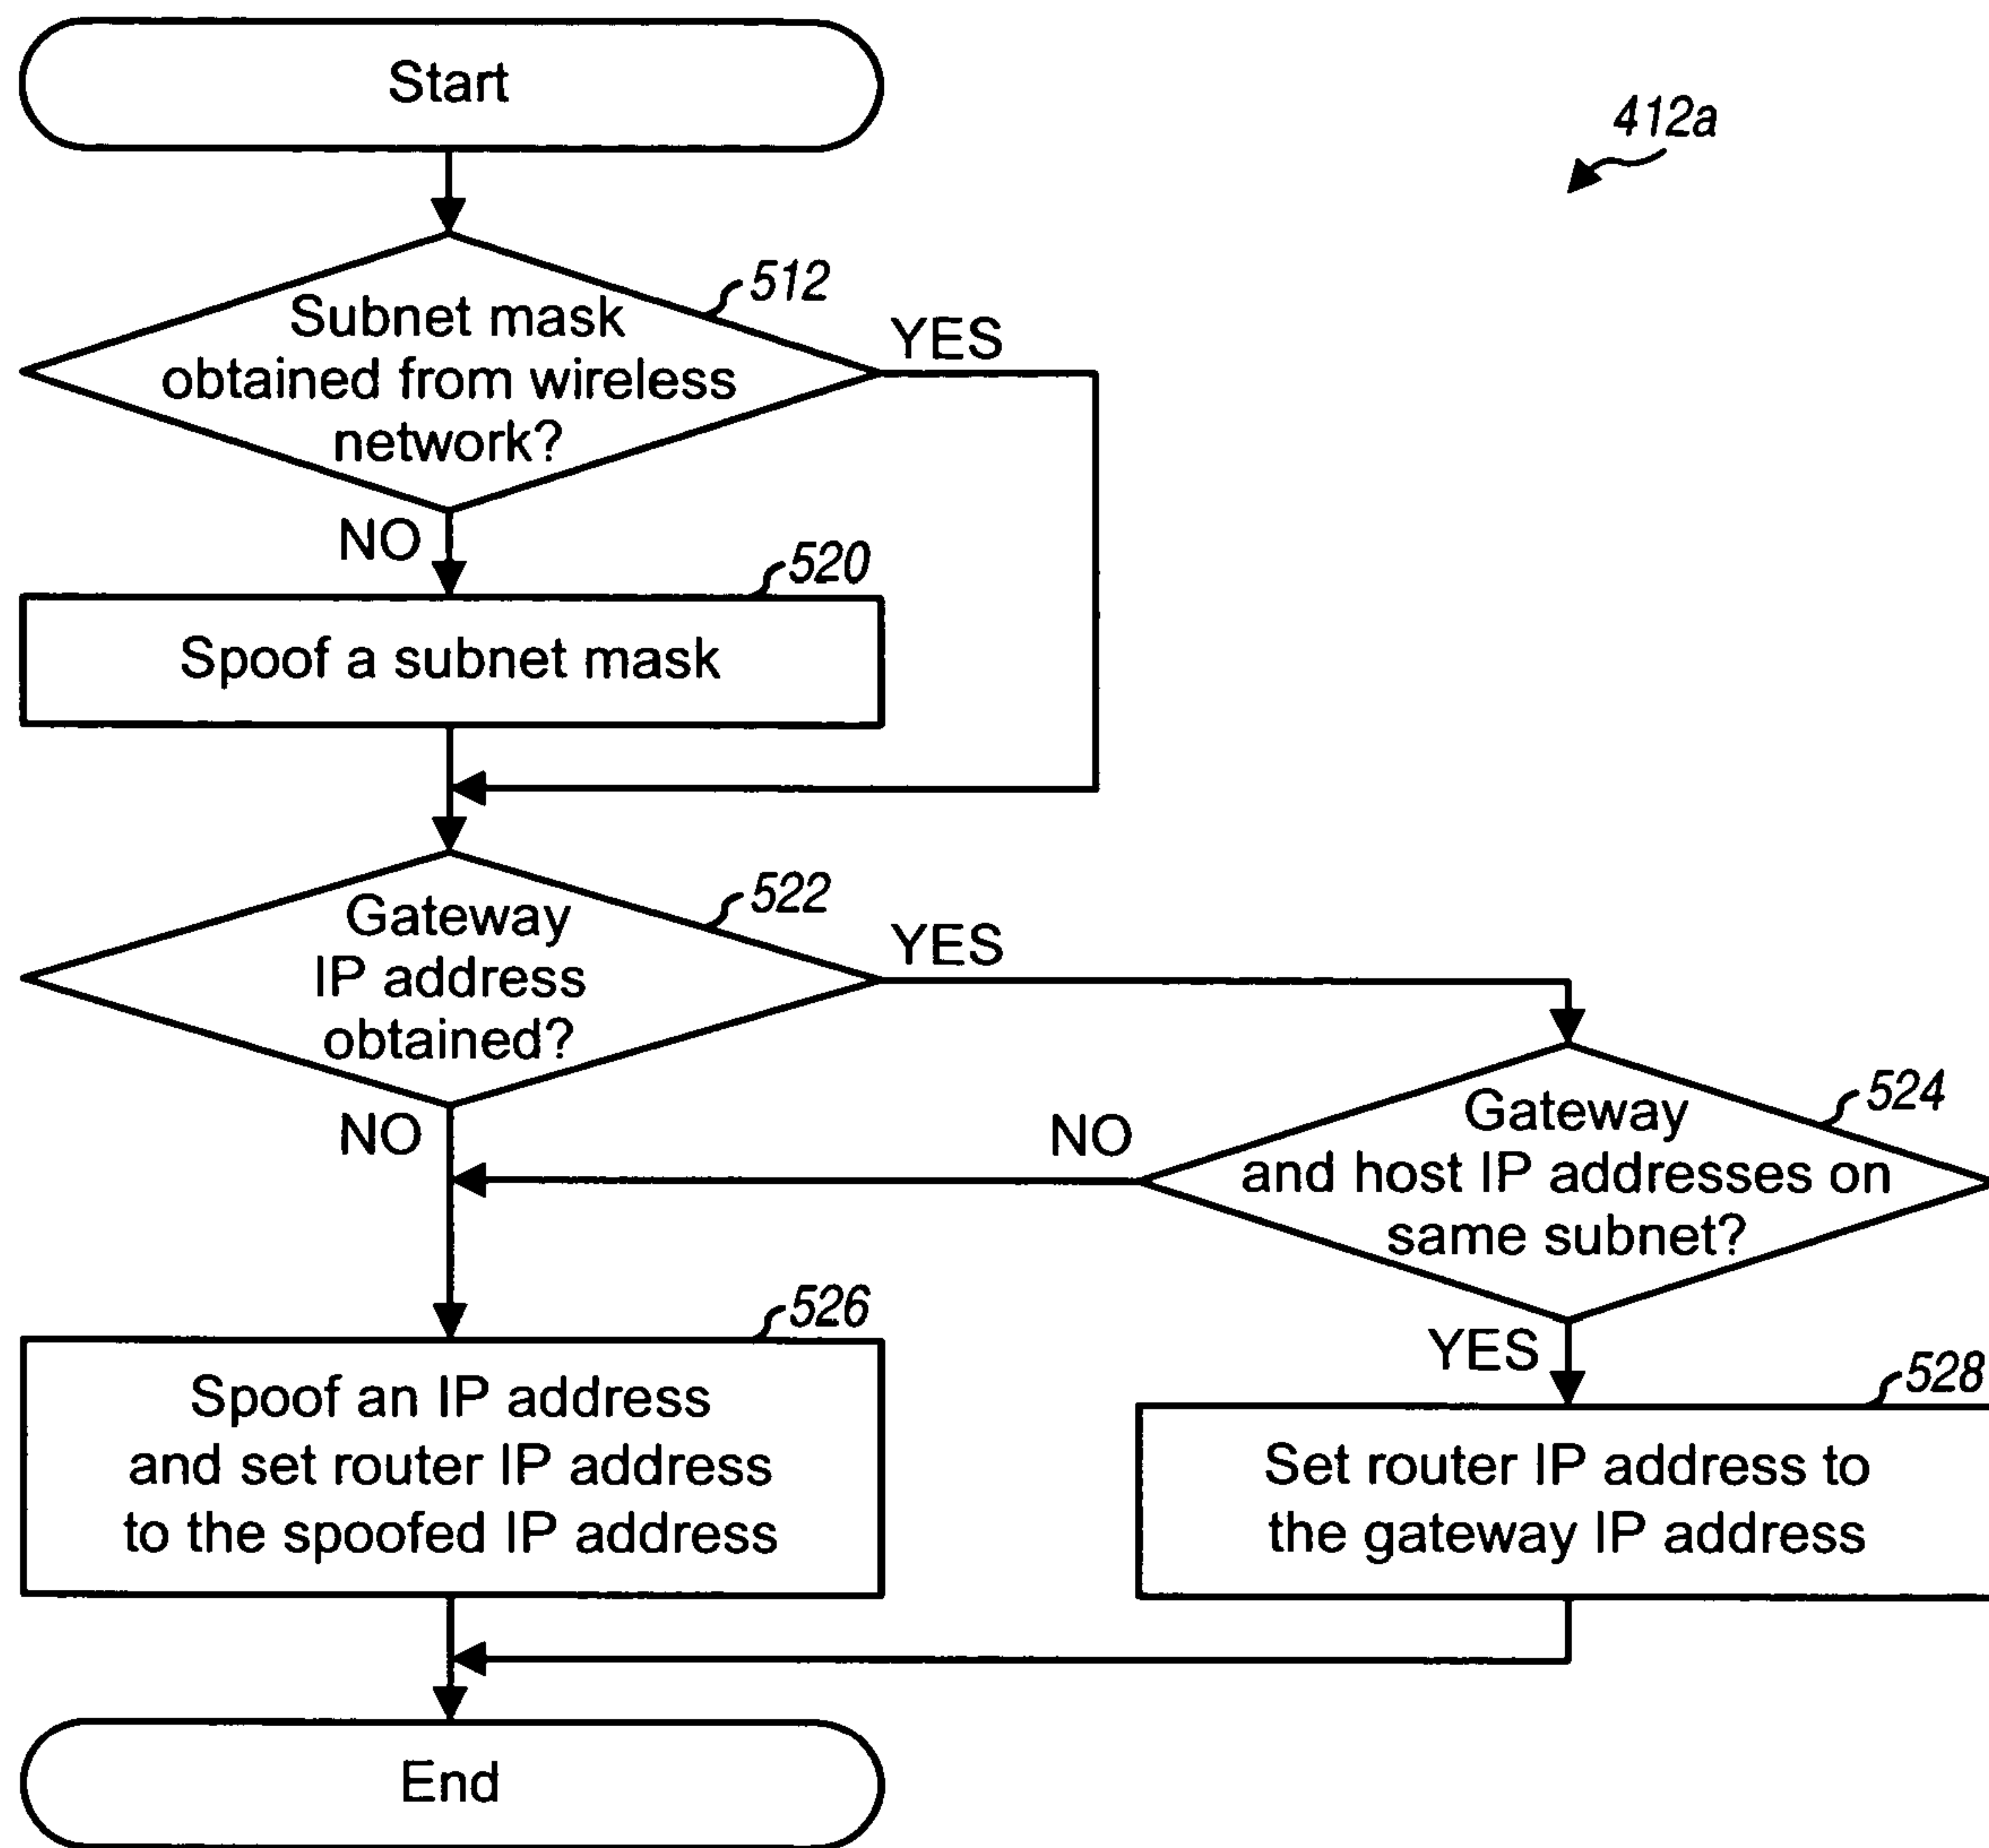 Start
412a
512
Subnet mask
obtained from wireless
network?
YES
NO
520
Spoof a subnet mask
522
Gateway
IP address
obtained?
YES
NO
524
Gateway
and host IP addresses on
same subnet?
NO
YES
526
Spoof an IP address
and set router IP address
to the spoofed IP address
528
Set router IP address to
the gateway IP address
End